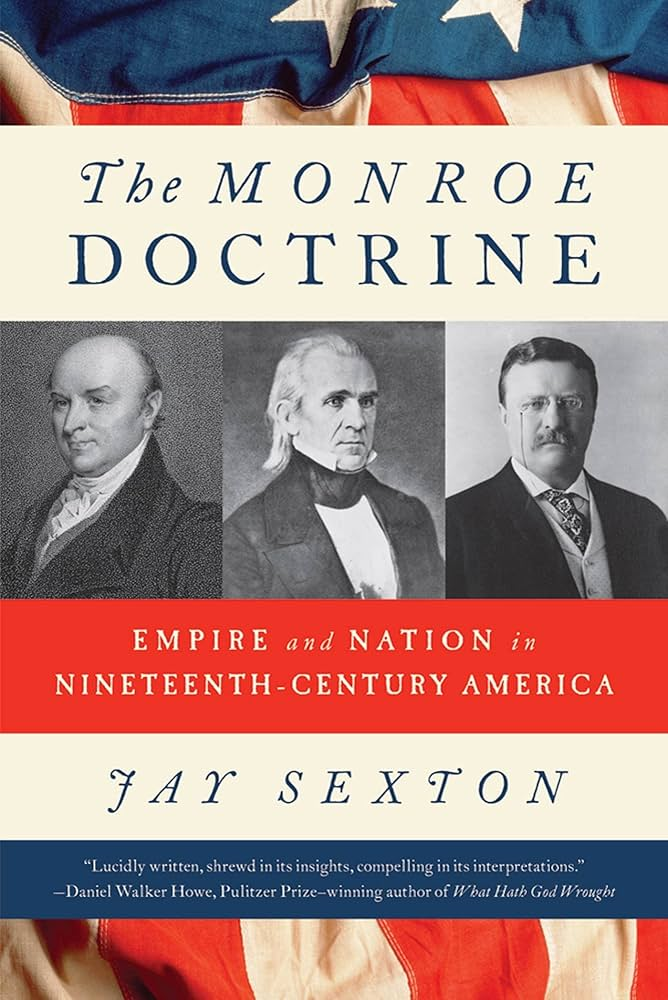 The MONROE
DOCTRINE
EMPIRE and NATION in
NINETEENTH-CENTURY AMERICA
JAY SEXTON
“Lucidly written, shrewd in its insights, compelling in its interpretations.”
—Daniel Walker Howe, Pulitzer Prize–winning author of What Hath God Wrought